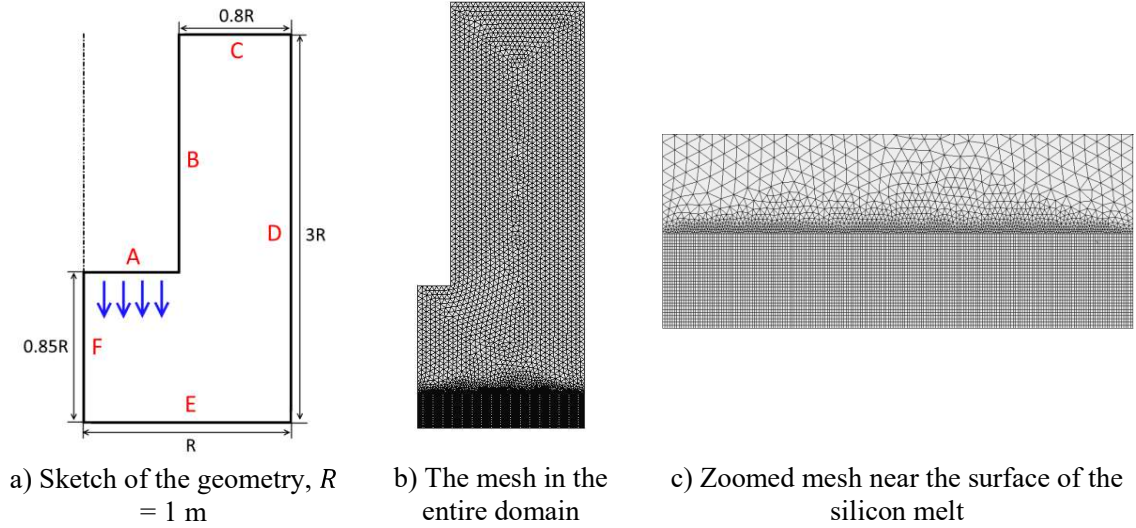 0.8R
C
B
D
3R
A
0.85R
F
E
R
a) Sketch of the geometry, R
= 1 m
b) The mesh in the
entire domain
c) Zoomed mesh near the surface of the
silicon melt